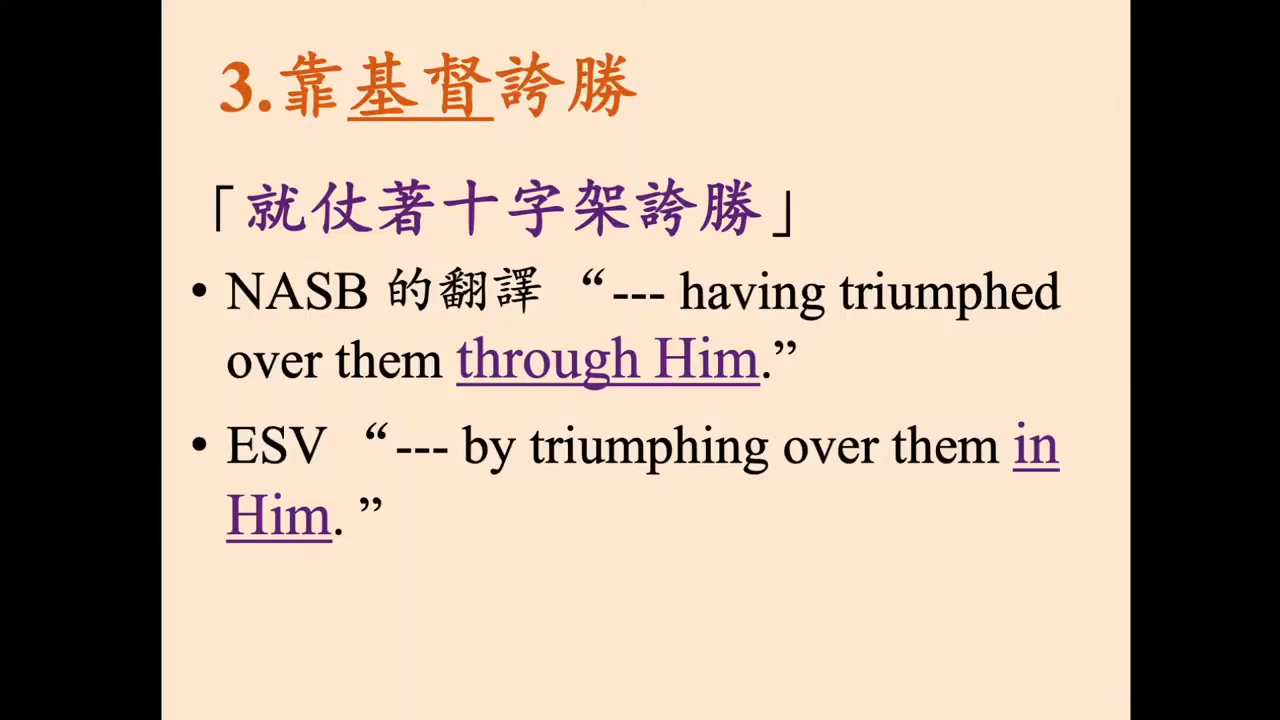 3.靠基督誇勝
「就仗著十字架誇勝」
• NASB 的翻譯 “--- having triumphed
over them through Him.”
• ESV “--- by triumphing over them in
Him. ”